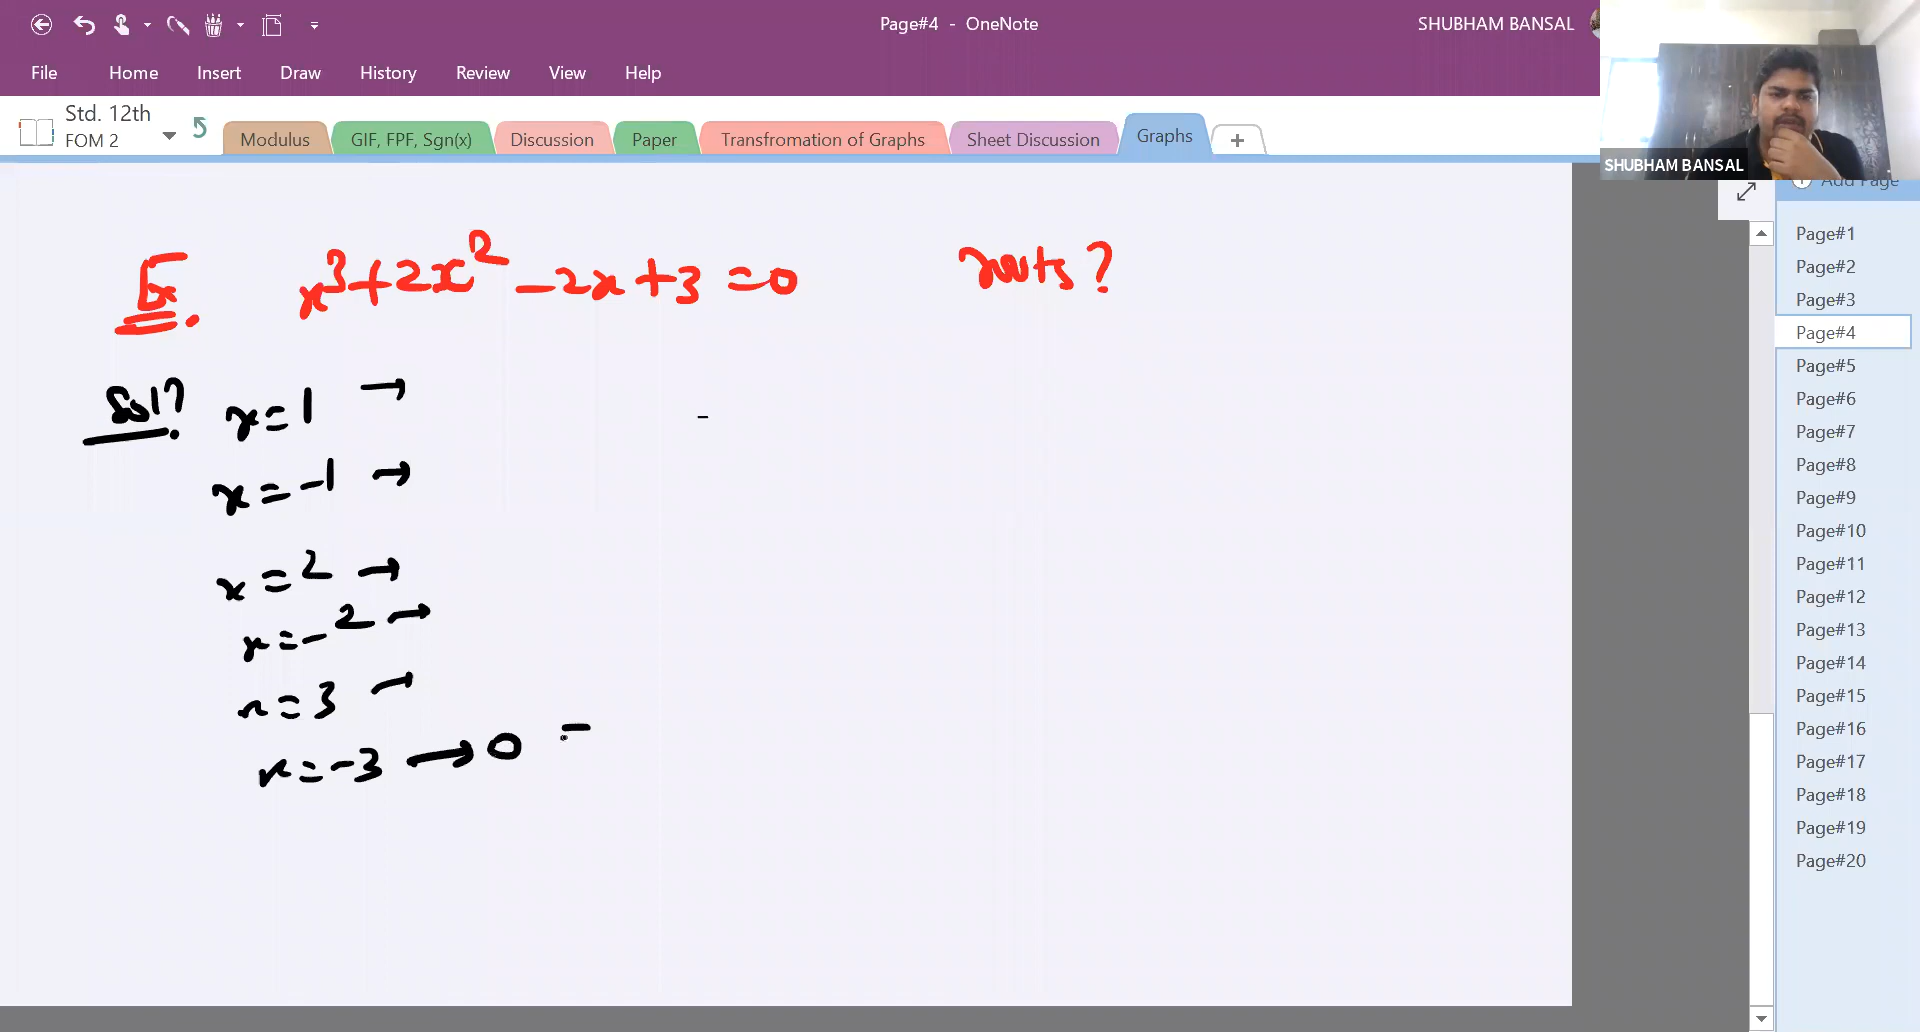 Page#4 - OneNote
SHUBHAM BANSAL
File Home Insert Draw History Review View Help
Std. 12th
FOM 2
Modulus GIF, FPF, Sgn(x) Discussion Paper Transfromation of Graphs Sheet Discussion Graphs +
SHUBHAM BANSAL
Add Page
Page#1
Page#2
Page#3
Page#4
Page#5
Page#6
Page#7
Page#8
Page#9
Page#10
Page#11
Page#12
Page#13
Page#14
Page#15
Page#16
Page#17
Page#18
Page#19
Page#20
Ex. x³+2x²-2x+3=0 roots?
Sol? x=1 →
x=-1 →
x=2 →
x=-2 →
x=3 →
x=-3 → 0 =